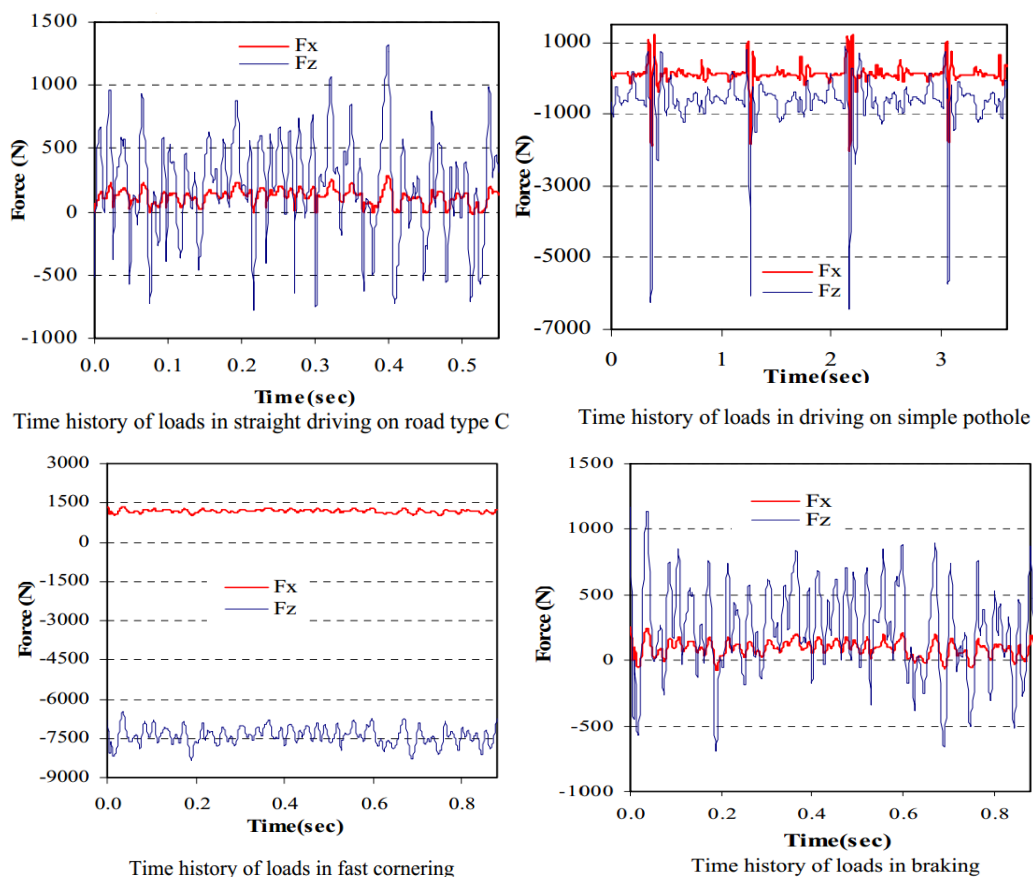 1500
1000
500
0
-500
-1000
Force (N)
Fx
Fz
0.0 0.1 0.2 0.3 0.4 0.5
Time(sec)
Time history of loads in straight driving on road type C
1000
-1000
-3000
-5000
-7000
Force (N)
Fx
Fz
0 1 2 3
Time(sec)
Time history of loads in driving on simple pothole
3000
1500
0
-1500
-3000
-4500
-6000
-7500
-9000
Force (N)
Fx
Fz
0.0 0.2 0.4 0.6 0.8
Time(sec)
Time history of loads in fast cornering
1500
1000
500
0
-500
-1000
Force (N)
Fx
Fz
0.0 0.2 0.4 0.6 0.8
Time(sec)
Time history of loads in braking